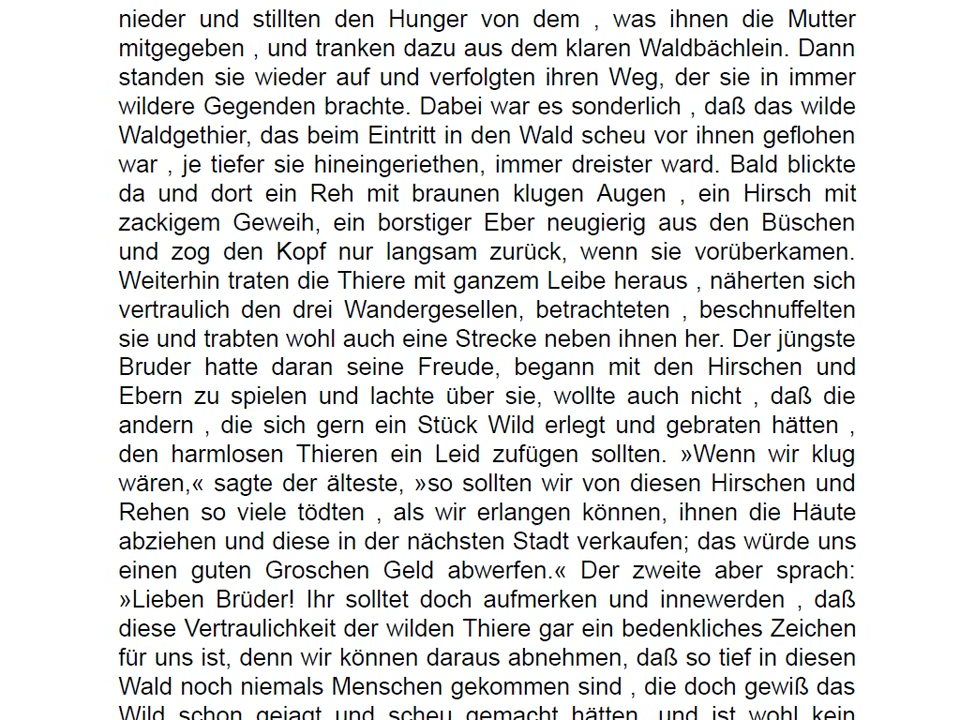 nieder und stillten den Hunger von dem , was ihnen die Mutter
mitgegeben , und tranken dazu aus dem klaren Waldbächlein. Dann
standen sie wieder auf und verfolgten ihren Weg, der sie in immer
wildere Gegenden brachte. Dabei war es sonderlich , daß das wilde
Waldgethier, das beim Eintritt in den Wald scheu vor ihnen geflohen
war , je tiefer sie hineingeriethen, immer dreister ward. Bald blickte
da und dort ein Reh mit braunen klugen Augen , ein Hirsch mit
zackigem Geweih, ein borstiger Eber neugierig aus den Büschen
und zog den Kopf nur langsam zurück, wenn sie vorüberkamen.
Weiterhin traten die Thiere mit ganzem Leibe heraus , näherten sich
vertraulich den drei Wandergesellen, betrachteten , beschnuffelten
sie und trabten wohl auch eine Strecke neben ihnen her. Der jüngste
Bruder hatte daran seine Freude, begann mit den Hirschen und
Ebern zu spielen und lachte über sie, wollte auch nicht , daß die
andern , die sich gern ein Stück Wild erlegt und gebraten hätten ,
den harmlosen Thieren ein Leid zufügen sollten. »Wenn wir klug
wären,« sagte der älteste, »so sollten wir von diesen Hirschen und
Rehen so viele tödten , als wir erlangen können, ihnen die Häute
abziehen und diese in der nächsten Stadt verkaufen; das würde uns
einen guten Groschen Geld abwerfen.« Der zweite aber sprach:
»Lieben Brüder! Ihr solltet doch aufmerken und innewerden , daß
diese Vertraulichkeit der wilden Thiere gar ein bedenkliches Zeichen
für uns ist, denn wir können daraus abnehmen, daß so tief in diesen
Wald noch niemals Menschen gekommen sind , die doch gewiß das
Wild schon gejagt und scheu gemacht hätten, und ist wohl kein